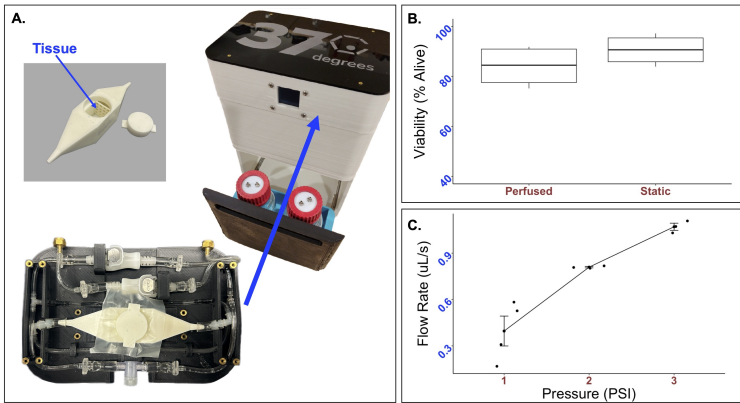 A.
Tissue
37
degrees
B.
Viability (% Alive)
100
80
60
40
Perfused
Static
C.
Flow Rate (uL/s)
0.9
0.6
0.3
1
2
3
Pressure (PSI)